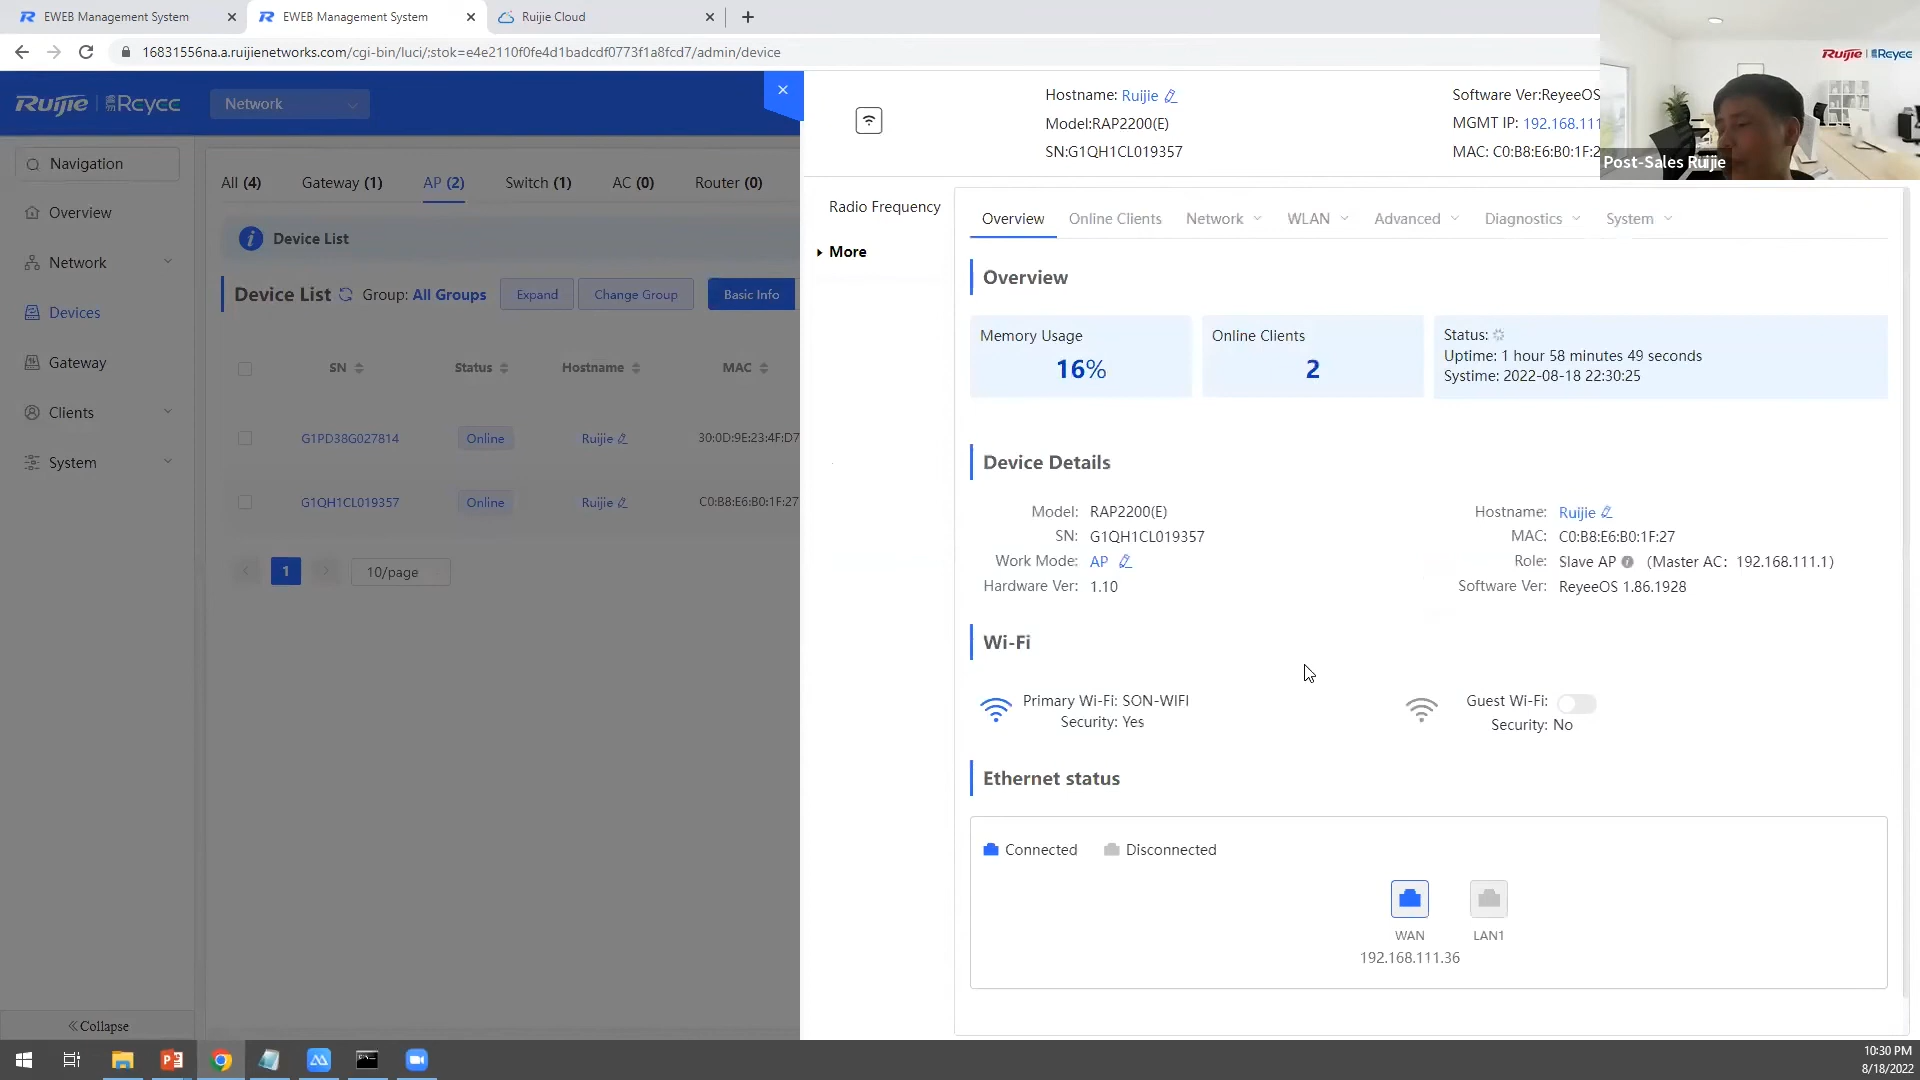 EWEB Management System
EWEB Management System
Ruijie Cloud
16831556na.a.ruijienetworks.com/cgi-bin/luci/;stok=e4e2110f0fe4d1badcdf0773f1a8fcd7/admin/device
Ruijie | Reyee
Network
Navigation
Overview
Network
Devices
Gateway
Clients
System
Collapse
All (4)
Gateway (1)
AP (2)
Switch (1)
AC (0)
Router (0)
Device List
Device List
Group: All Groups
Expand
Change Group
Basic Info
SN
Status
Hostname
MAC
G1PD38G027814
Online
Ruijie
30:0D:9E:23:4F:D7
G1QH1CL019357
Online
Ruijie
C0:B8:E6:B0:1F:27
1
10/page
Hostname: Ruijie
Model:RAP2200(E)
SN:G1QH1CL019357
Software Ver:ReyeeOS
MGMT IP: 192.168.111
MAC: C0:B8:E6:B0:1F:2
Ruijie | Reyee
Post-Sales Ruijie
Radio Frequency
More
Overview
Online Clients
Network
WLAN
Advanced
Diagnostics
System
Overview
Memory Usage
16%
Online Clients
2
Status:
Uptime: 1 hour 58 minutes 49 seconds
Systime: 2022-08-18 22:30:25
Device Details
Model: RAP2200(E)
SN: G1QH1CL019357
Work Mode: AP
Hardware Ver: 1.10
Hostname: Ruijie
MAC: C0:B8:E6:B0:1F:27
Role: Slave AP (Master AC: 192.168.111.1)
Software Ver: ReyeeOS 1.86.1928
Wi-Fi
Primary Wi-Fi: SON-WIFI
Security: Yes
Guest Wi-Fi:
Security: No
Ethernet status
Connected
Disconnected
WAN
192.168.111.36
LAN1
10:30 PM
8/18/2022